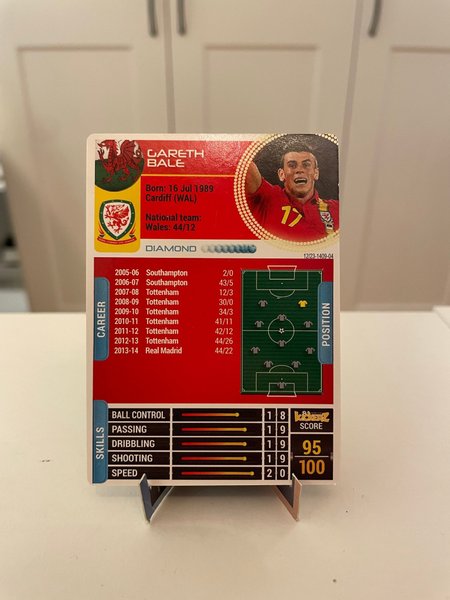 GARETH
BALE
Born: 16 Jul 1989
Cardiff (WAL)
National team:
Wales: 44/12
17
DIAMOND
12/23-1409-04
CAREER
2005-06 Southampton 2/0
2006-07 Southampton 43/5
2007-08 Tottenham 12/3
2008-09 Tottenham 30/0
2009-10 Tottenham 34/3
2010-11 Tottenham 41/11
2011-12 Tottenham 42/12
2012-13 Tottenham 44/26
2013-14 Real Madrid 44/22
POSITION
SKILLS
BALL CONTROL 1 8
PASSING 1 9
DRIBBLING 1 9
SHOOTING 1 9
SPEED 2 0
KICKERZ
SCORE
95
100